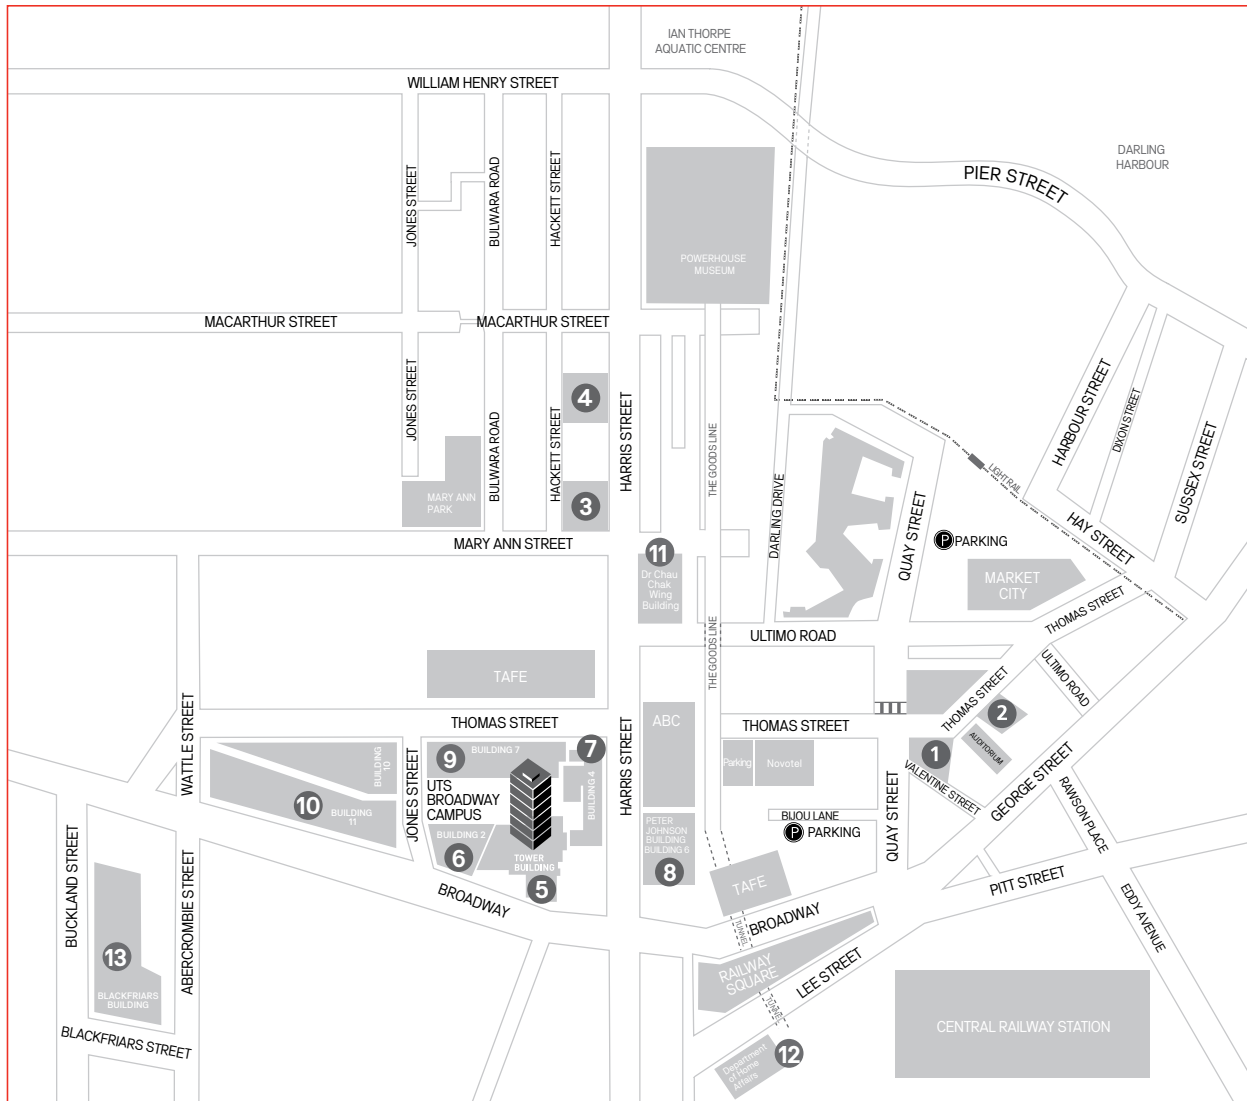 IAN THORPE
AQUATIC CENTRE
WILLIAM HENRY STREET
DARLING
HARBOUR
PIER STREET
JONES STREET
BULWARA ROAD
HACKETT STREET
POWERHOUSE
MUSEUM
MACARTHUR STREET
MACARTHUR STREET
JONES STREET
BULWARA ROAD
HACKETT STREET
4
HARRIS STREET
THE GOODS LINE
HARBOUR STREET
DIXON STREET
SUSSEX STREET
LIGHT RAIL
MARY ANN
PARK
3
DARLING DRIVE
QUAY STREET
HAY STREET
P PARKING
MARY ANN STREET
11
Dr Chau
Chak
Wing
Building
MARKET
CITY
THOMAS STREET
THE GOODS LINE
ULTIMO ROAD
ULTIMO ROAD
TAFE
WATTLE STREET
THOMAS STREET
HARRIS STREET
ABC
THOMAS STREET
THOMAS STREET
2
1
AUDITORIUM
VALENTINE STREET
GEORGE STREET
RAWSON PLACE
BUILDING
10
JONES STREET
9
BUILDING 7
7
BUILDING 4
UTS
BROADWAY
CAMPUS
10
BUILDING
11
Parking
Novotel
BIJOU LANE
P PARKING
QUAY STREET
BUILDING 2
6
TOWER
BUILDING
5
PETER
JOHNSON
BUILDING
BUILDING 6
8
TAFE
PITT STREET
EDDY AVENUE
BROADWAY
BROADWAY
TUNNEL
BUCKLAND STREET
ABERCROMBIE STREET
13
BLACKFRIARS
BUILDING
BLACKFRIARS STREET
RAILWAY
SQUARE
LEE STREET
TUNNEL
CENTRAL RAILWAY STATION
Department
of Home
Affairs
12